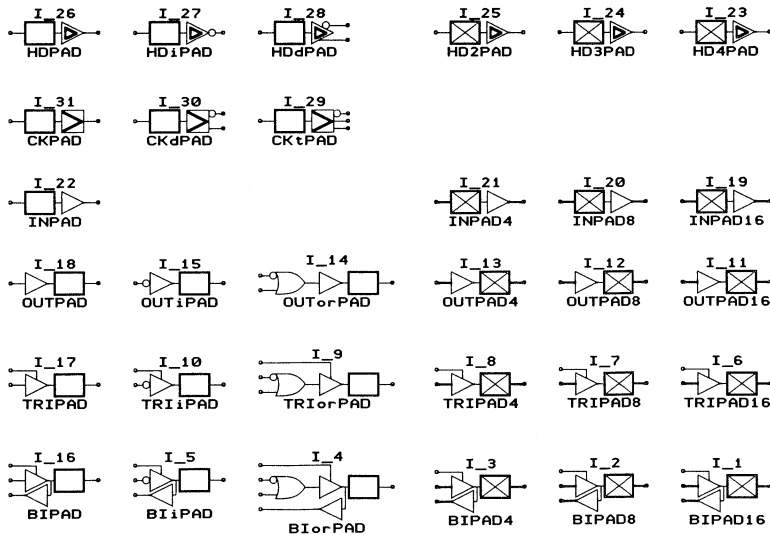 I_26 I_27 I_28 I_25 I_24 I_23
HDPAD HDiPAD HDdPAD HD2PAD HD3PAD HD4PAD
I_31 I_30 I_29
CKPAD CKdPAD CKtPAD
I_22 I_21 I_20 I_19
INPAD INPAD4 INPAD8 INPAD16
I_18 I_15 I_14 I_13 I_12 I_11
OUTPAD OUTiPAD OUTorPAD OUTPAD4 OUTPAD8 OUTPAD16
I_17 I_10 I_9 I_8 I_7 I_6
TRIPAD TRIiPAD TRIorPAD TRIPAD4 TRIPAD8 TRIPAD16
I_16 I_5 I_4 I_3 I_2 I_1
BIPAD BIiPAD BIorPAD BIPAD4 BIPAD8 BIPAD16